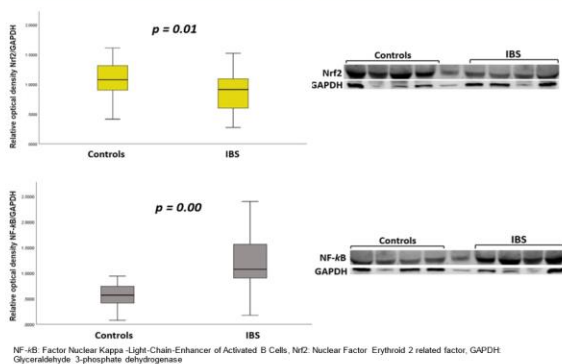 p = 0.01
Relative optical density Nrf2/GAPDH
Controls
IBS
Controls
IBS
Nrf2
GAPDH
p = 0.00
Relative optical density NF-kB/GAPDH
Controls
IBS
Controls
IBS
NF-kB
GAPDH
NF-kB: Factor Nuclear Kappa -Light-Chain-Enhancer of Activated B Cells, Nrf2: Nuclear Factor Erythroid 2 related factor, GAPDH:
Glyceraldehyde 3-phosphate dehydrogenase